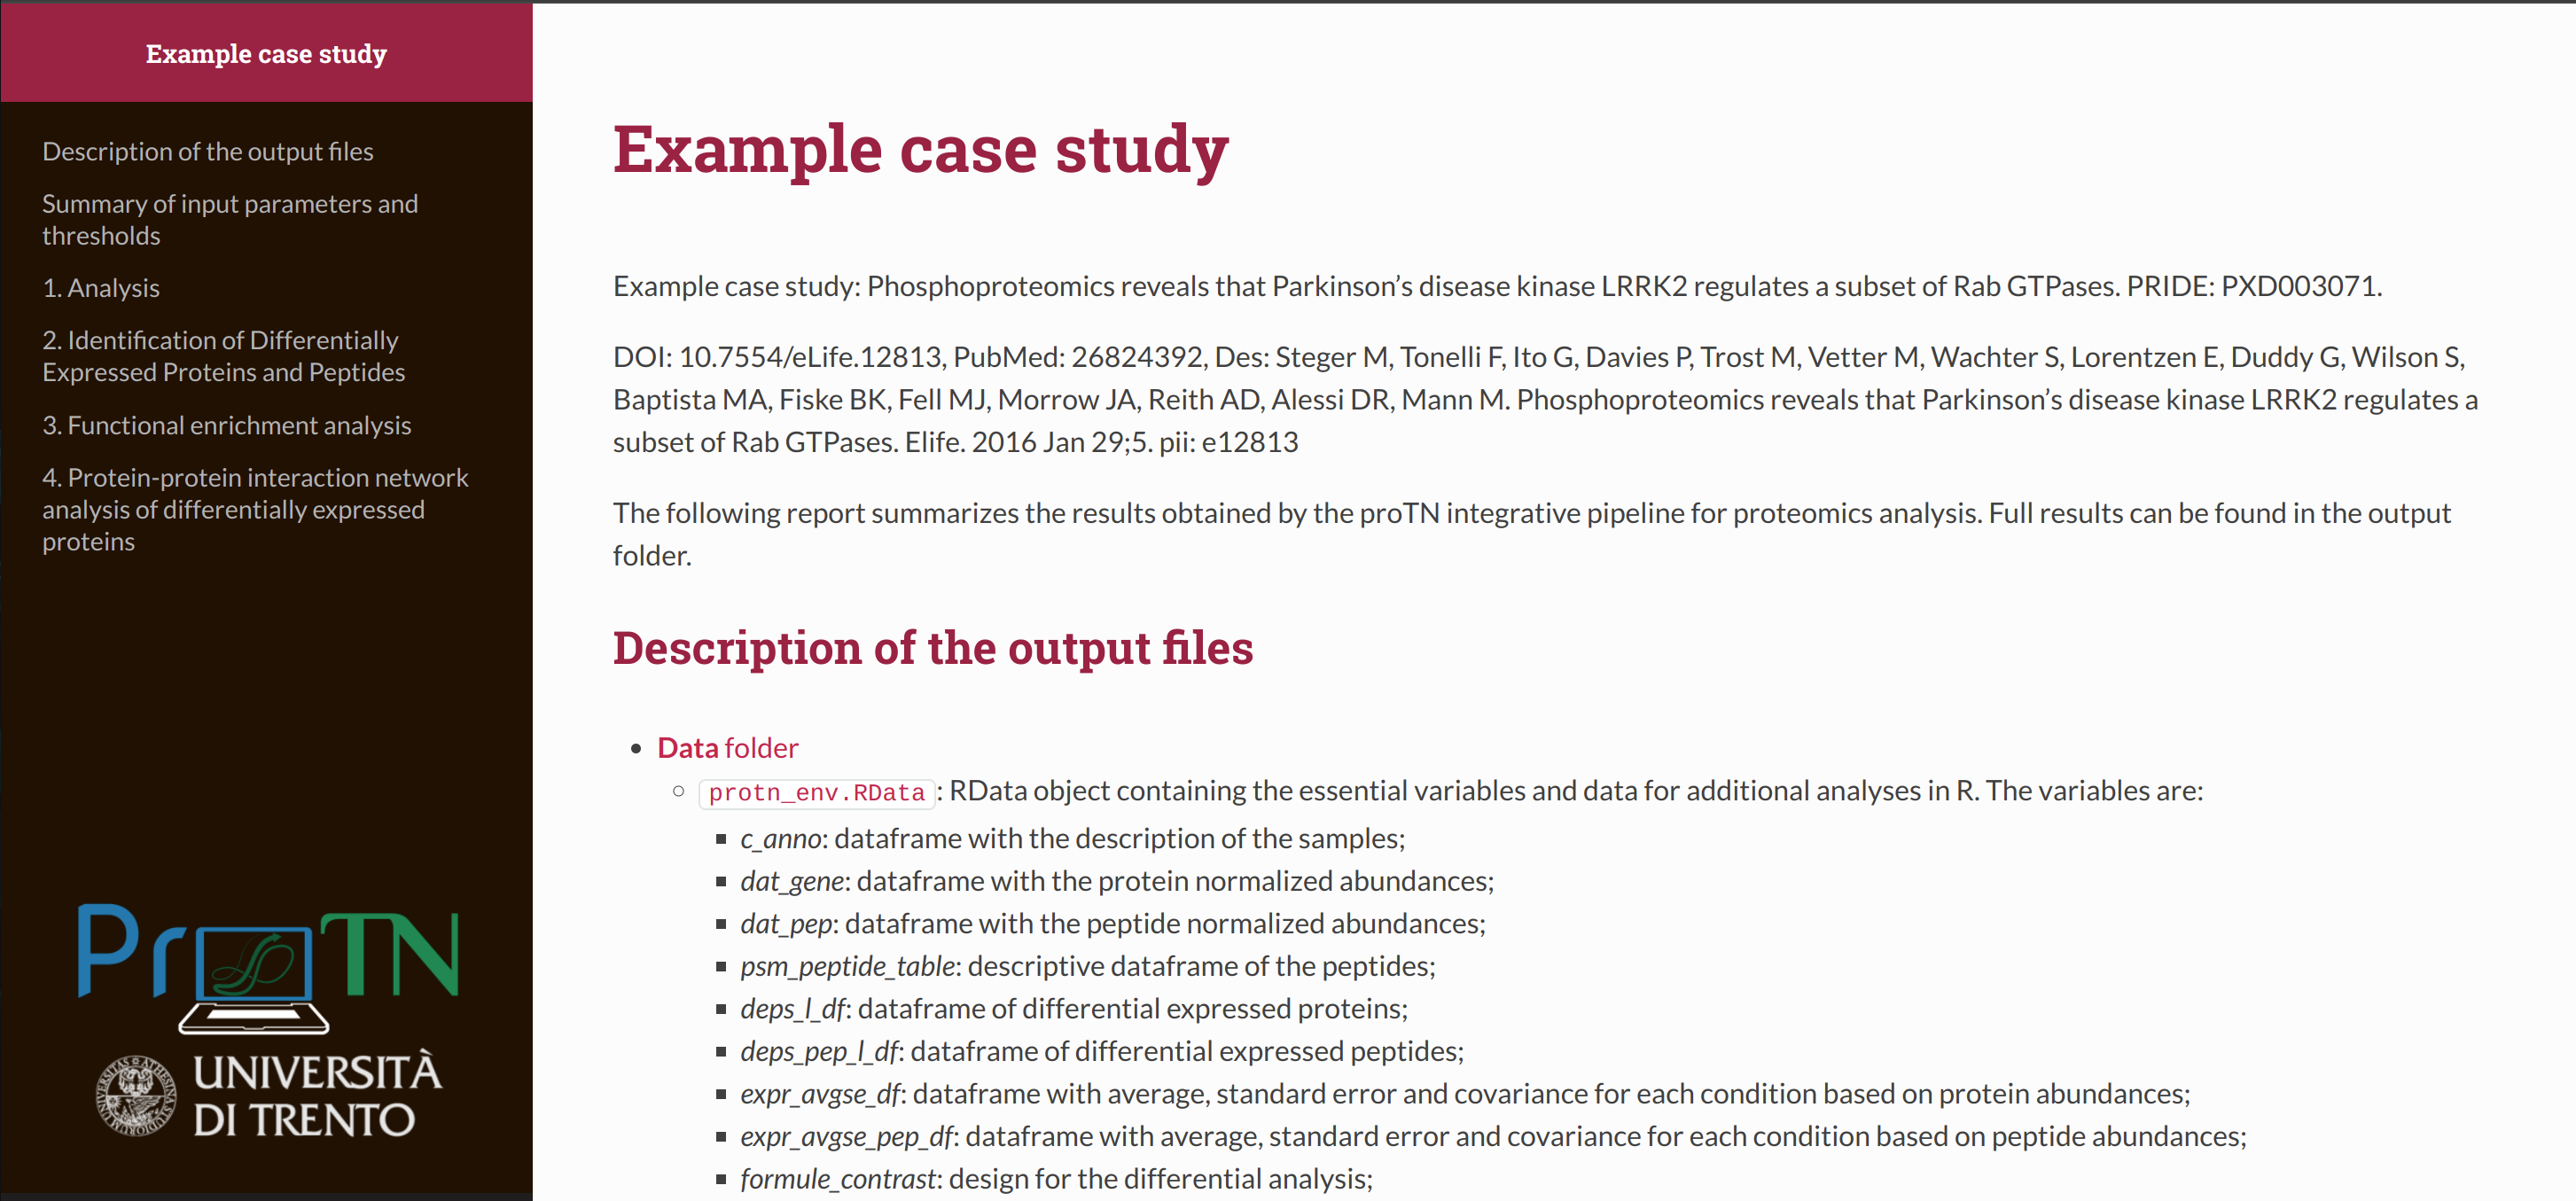 Example case study
Description of the output files
Summary of input parameters and
thresholds
1. Analysis
2. Identification of Differentially
Expressed Proteins and Peptides
3. Functional enrichment analysis
4. Protein-protein interaction network
analysis of differentially expressed
proteins
ProTN
UNIVERSITÀ
DI TRENTO
Example case study
Example case study: Phosphoproteomics reveals that Parkinson’s disease kinase LRRK2 regulates a subset of Rab GTPases. PRIDE: PXD003071.
DOI: 10.7554/eLife.12813, PubMed: 26824392, Des: Steger M, Tonelli F, Ito G, Davies P, Trost M, Vetter M, Wachter S, Lorentzen E, Duddy G, Wilson S,
Baptista MA, Fiske BK, Fell MJ, Morrow JA, Reith AD, Alessi DR, Mann M. Phosphoproteomics reveals that Parkinson’s disease kinase LRRK2 regulates a
subset of Rab GTPases. Elife. 2016 Jan 29;5. pii: e12813
The following report summarizes the results obtained by the proTN integrative pipeline for proteomics analysis. Full results can be found in the output
folder.
Description of the output files
• Data folder
○ protn_env.RData: RData object containing the essential variables and data for additional analyses in R. The variables are:
▪ c_anno: dataframe with the description of the samples;
▪ dat_gene: dataframe with the protein normalized abundances;
▪ dat_pep: dataframe with the peptide normalized abundances;
▪ psm_peptide_table: descriptive dataframe of the peptides;
▪ deps_l_df: dataframe of differential expressed proteins;
▪ deps_pep_l_df: dataframe of differential expressed peptides;
▪ expr_avgse_df: dataframe with average, standard error and covariance for each condition based on protein abundances;
▪ expr_avgse_pep_df: dataframe with average, standard error and covariance for each condition based on peptide abundances;
▪ formule_contrast: design for the differential analysis;